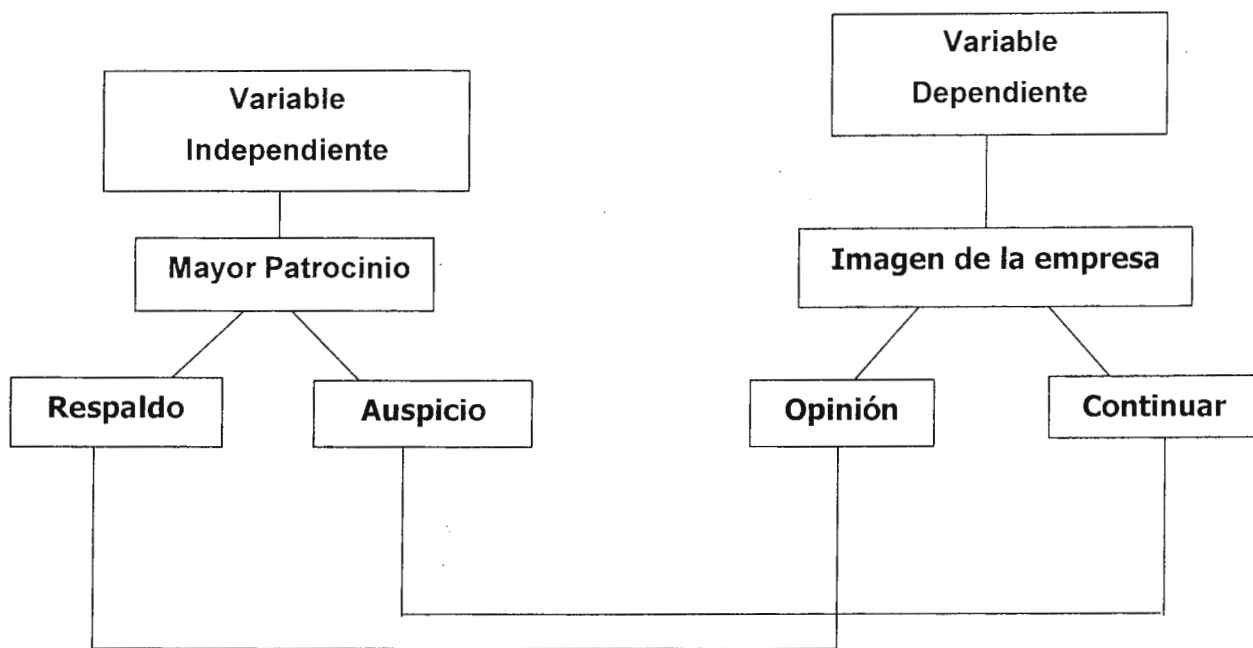 Variable
Independiente
Mayor Patrocinio
Respaldo
Auspicio
Variable
Dependiente
Imagen de la empresa
Opinión
Continuar